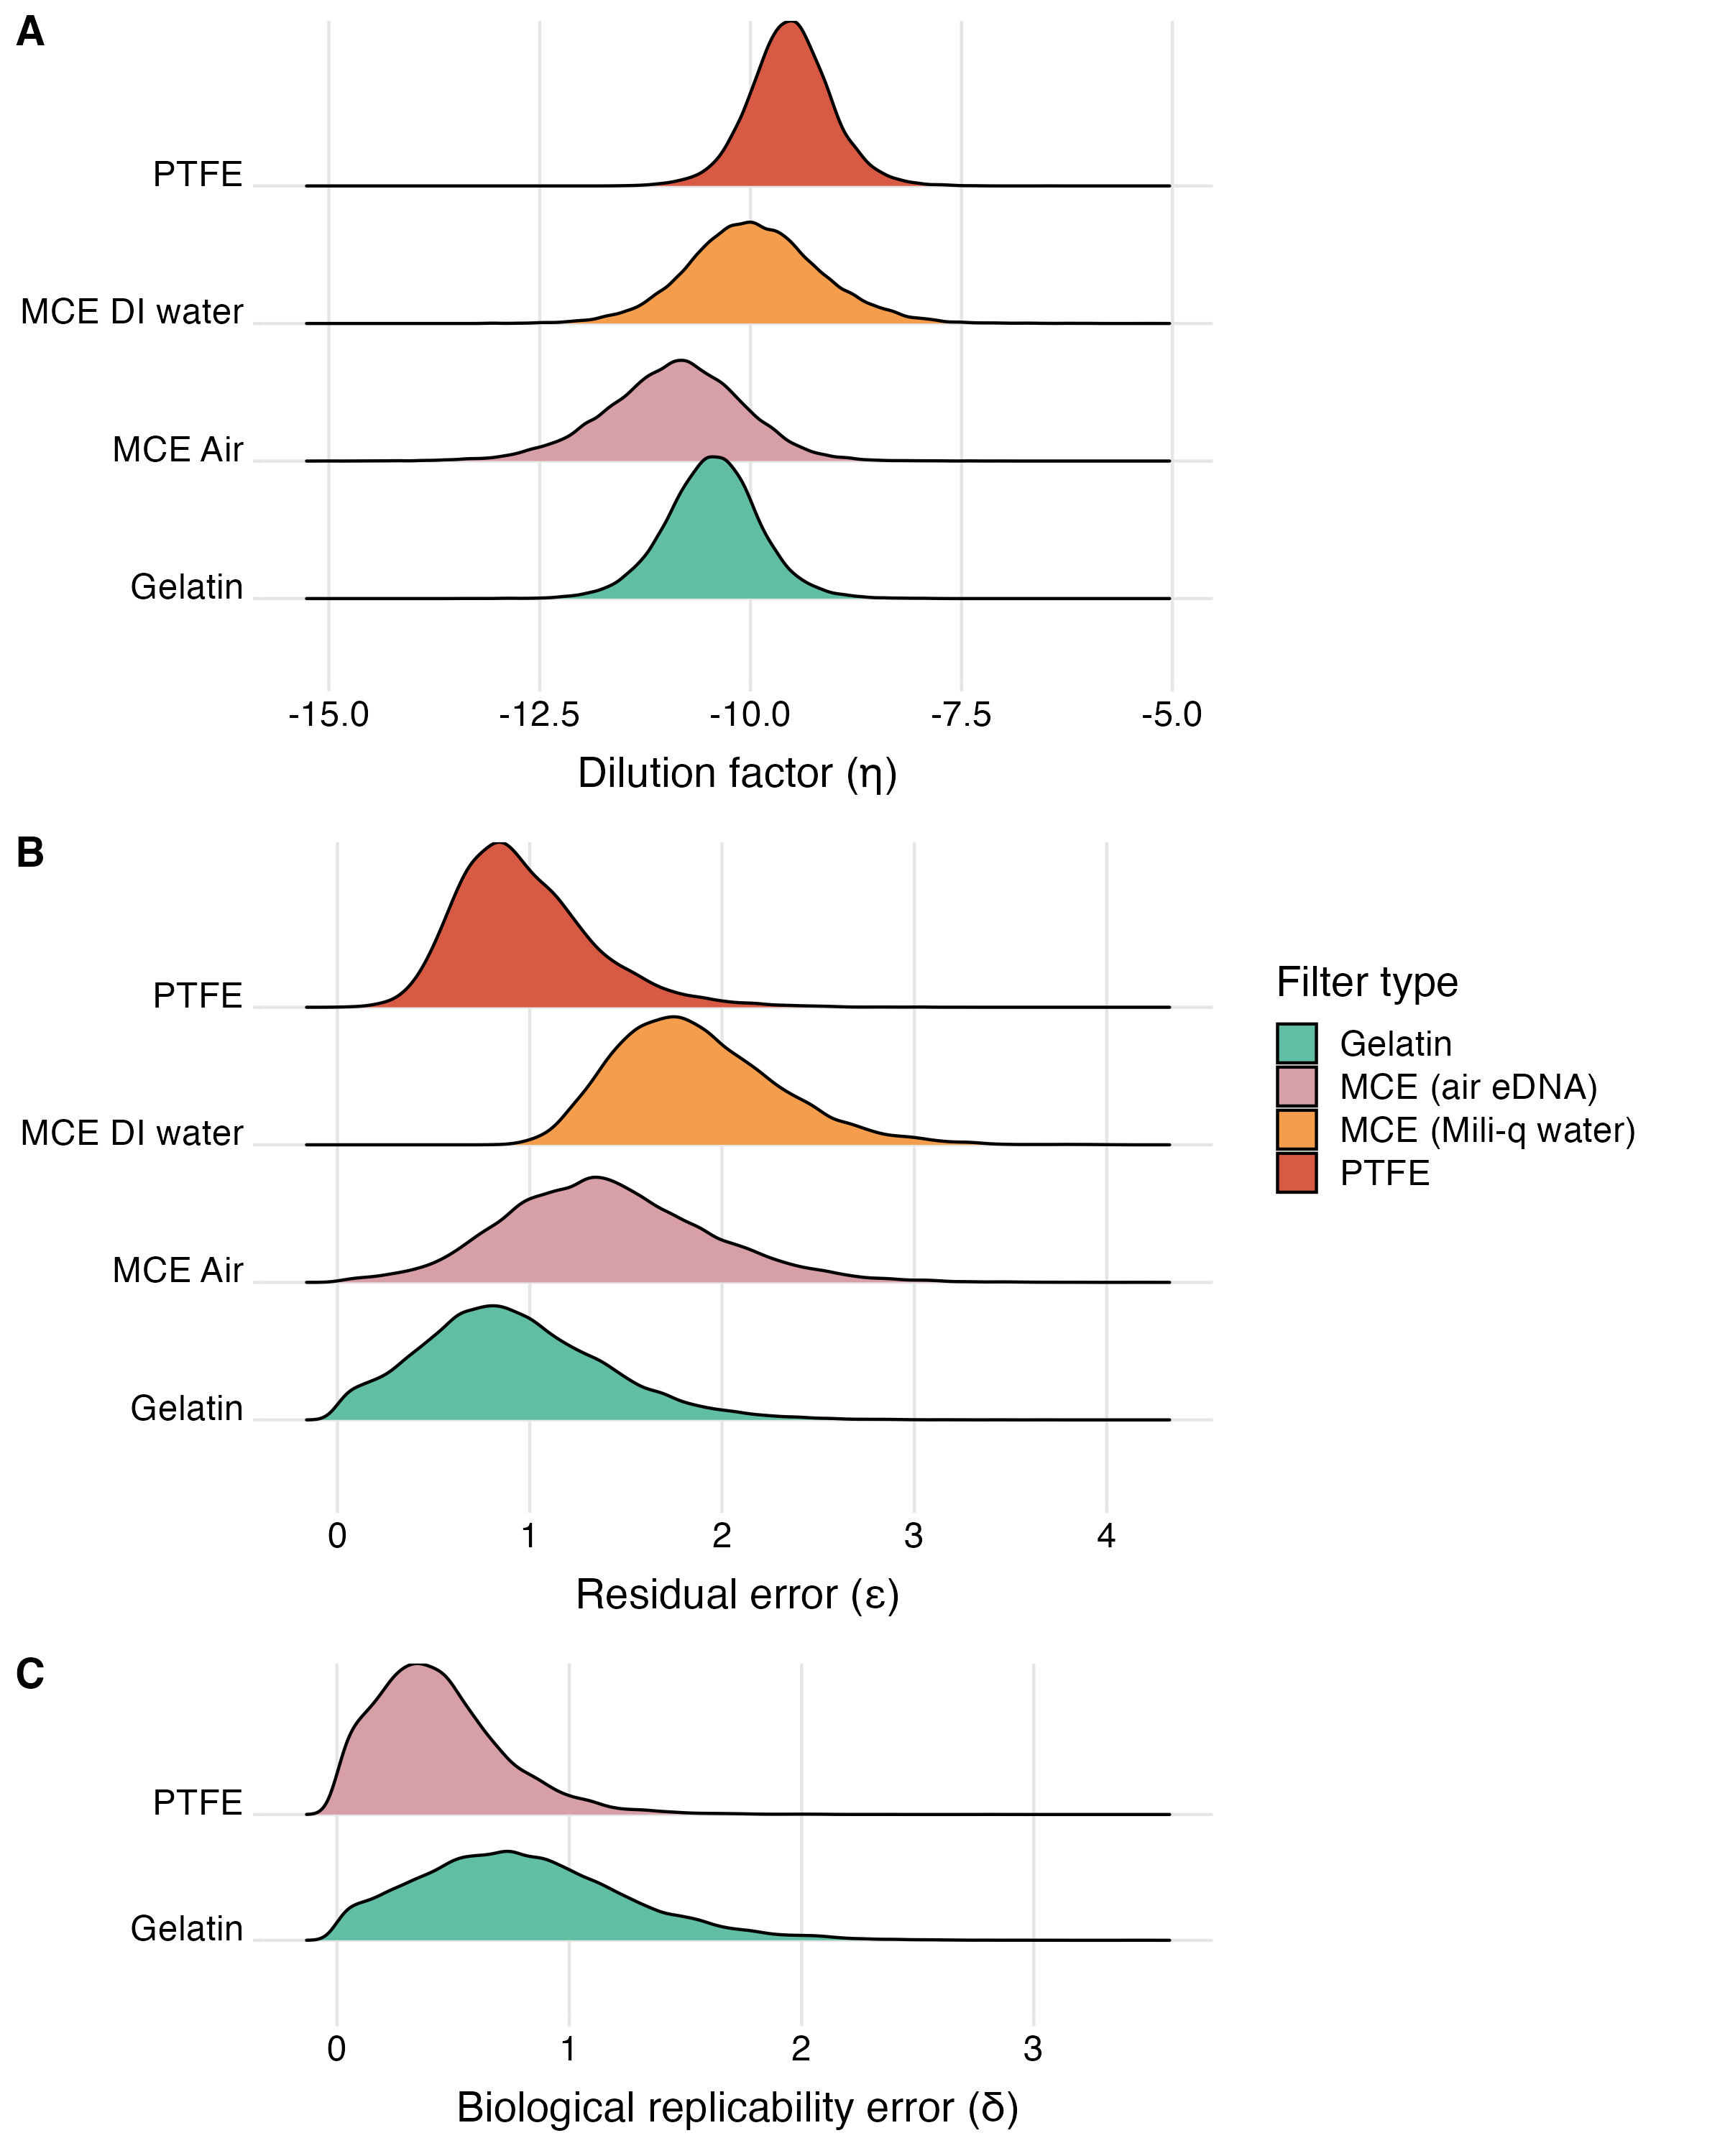 A
PTFE
MCE DI water
MCE Air
Gelatin
-15.0 -12.5 -10.0 -7.5 -5.0
Dilution factor (η)
B
PTFE
MCE DI water
MCE Air
Gelatin
0 1 2 3 4
Residual error (ε)
Filter type
Gelatin
MCE (air eDNA)
MCE (Mili-q water)
PTFE
C
PTFE
Gelatin
0 1 2 3
Biological replicability error (δ)